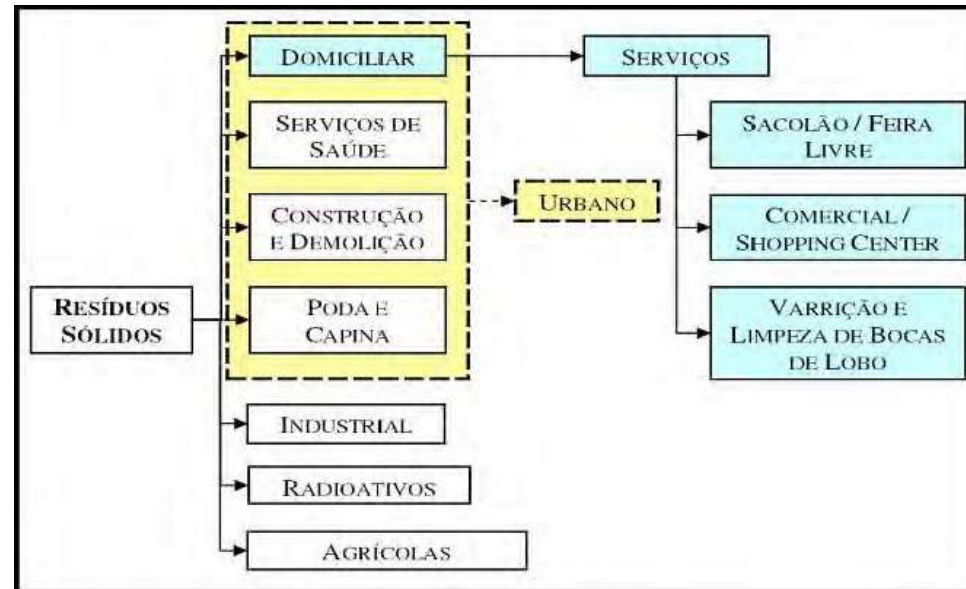 DOMICILIAR
SERVIÇOS
SERVIÇOS DE
SAÚDE
SACOLÃO / FEIRA
LIVRE
URBANO
CONSTRUÇÃO
E DEMOLIÇÃO
COMERCIAL /
SHOPPING CENTER
RESÍDUOS
SÓLIDOS
PODA E
CAPINA
VARRIÇÃO E
LIMPEZA DE BOCAS
DE LOBO
INDUSTRIAL
RADIOATIVOS
AGRÍCOLAS